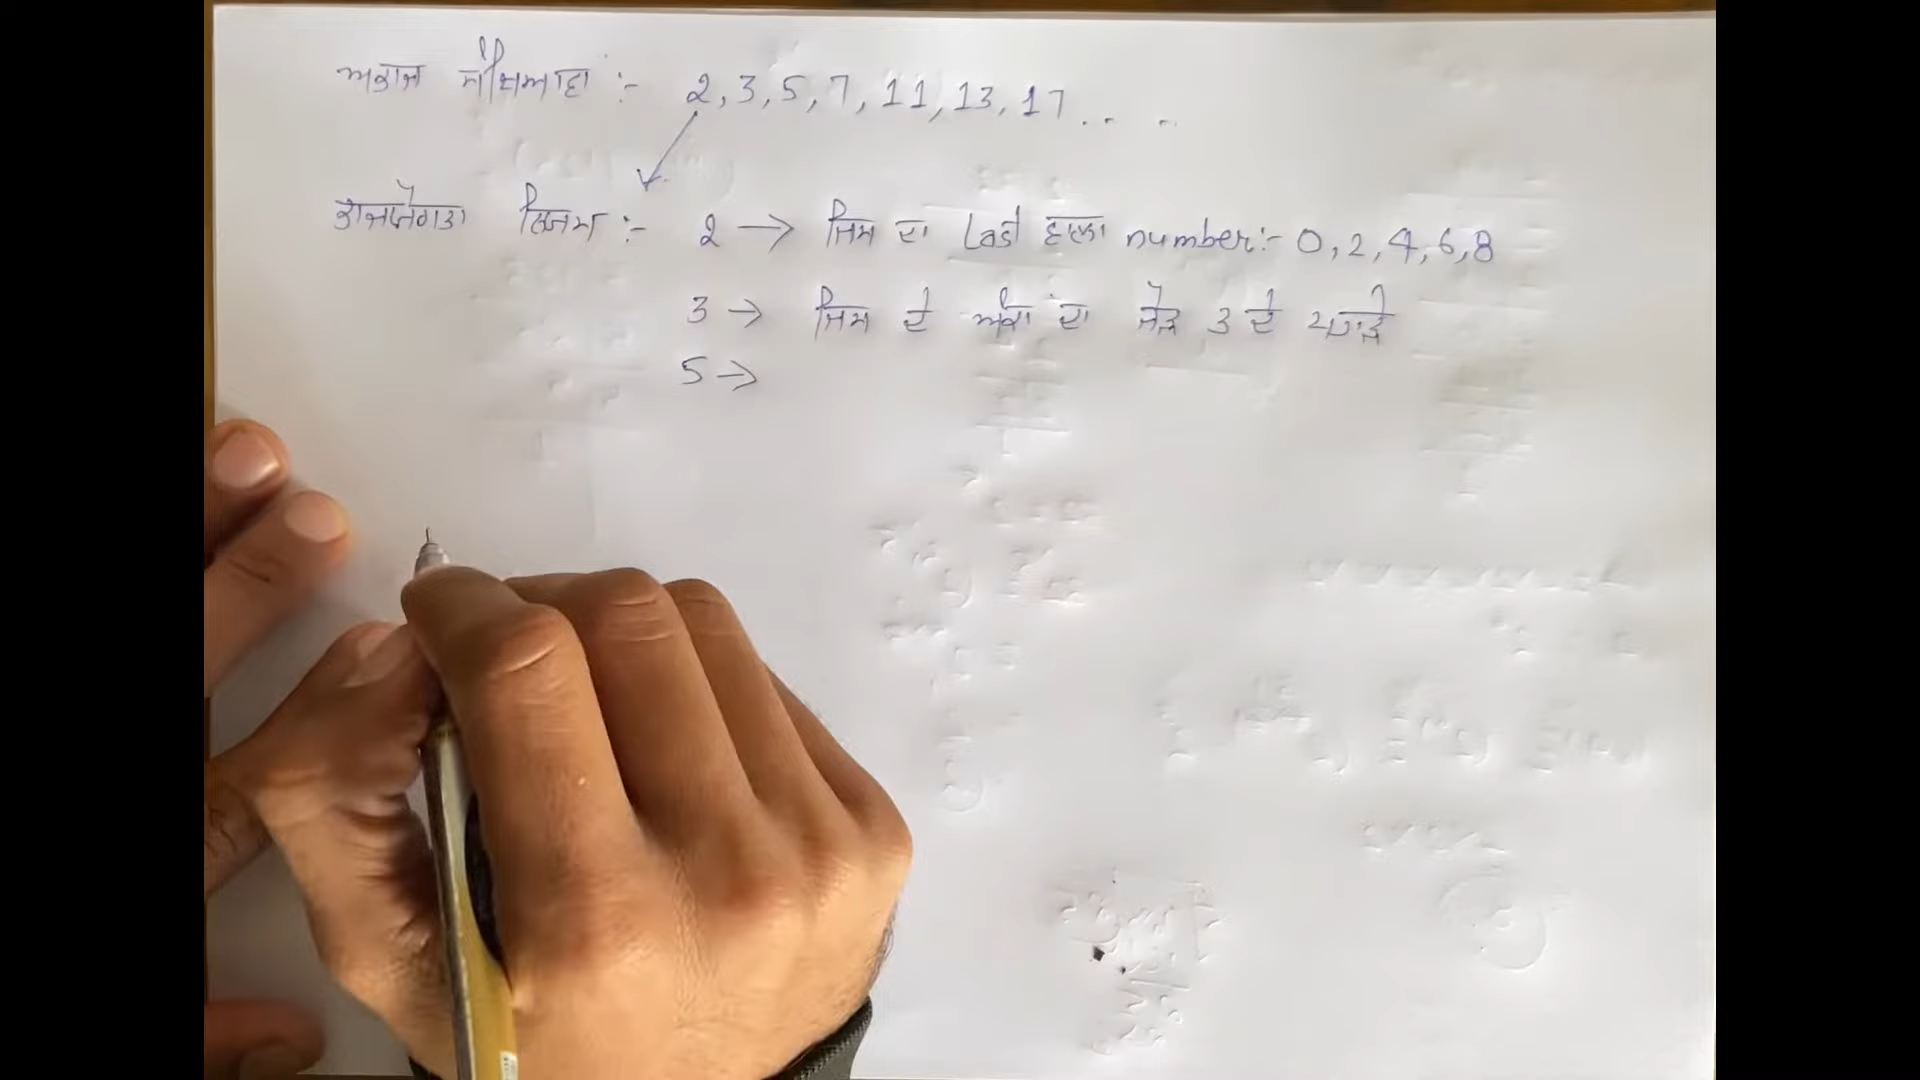 ਅਭਾਜ ਸੰਖਿਆਵਾਂ :- 2, 3, 5, 7, 11, 13, 17 . . . .
ਭਾਜਯੋਗਤਾ ਨਿਯਮ :- 2 → ਜਿਸ ਦਾ Last ਵਾਲਾ number :- 0, 2, 4, 6, 8
3 → ਜਿਸ ਦੇ ਅੰਕਾਂ ਦਾ ਜੋੜ 3 ਦੇ ਪਹਾੜੇ
5 →